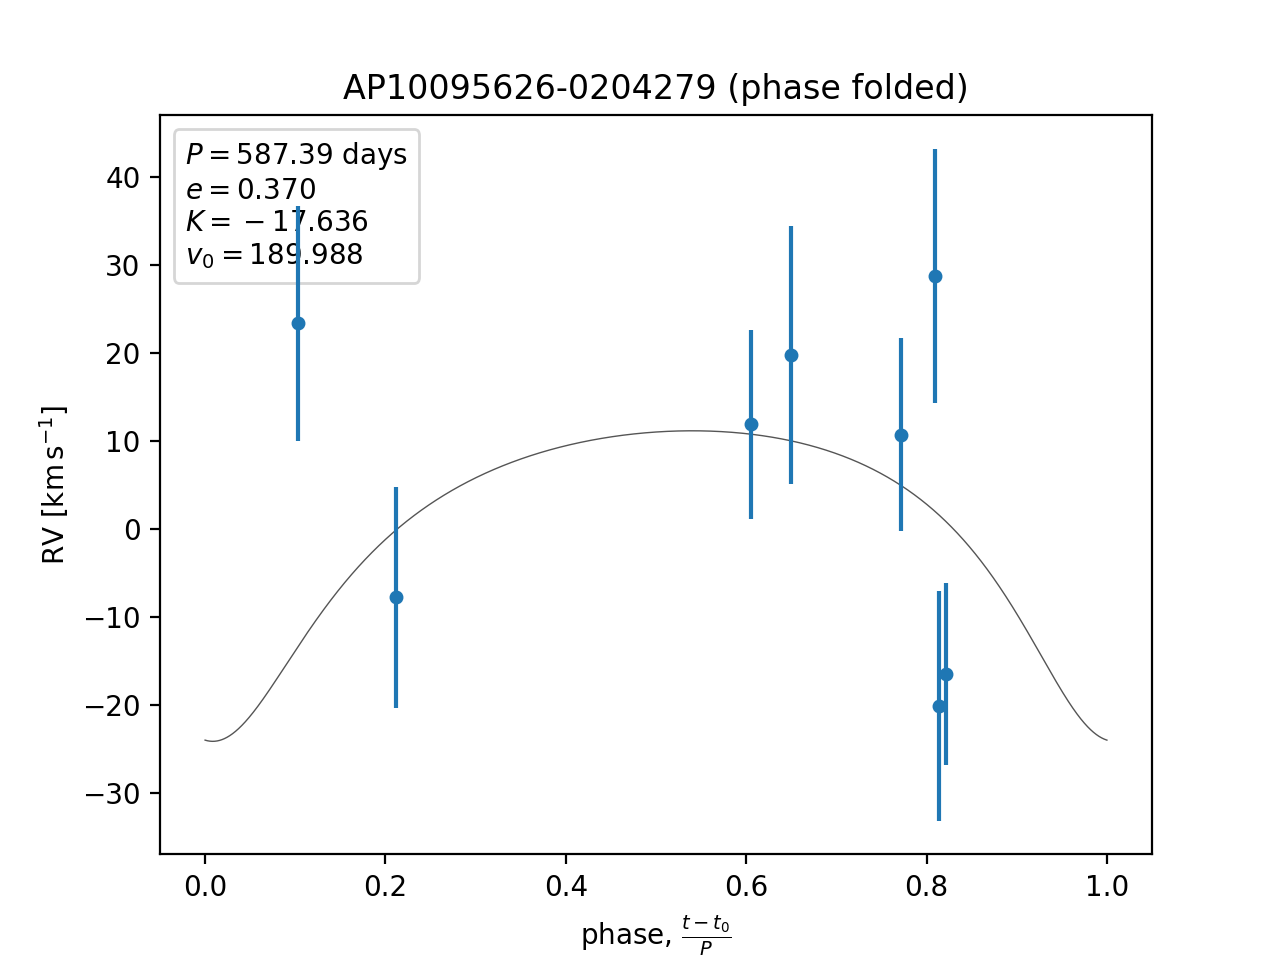 AP10095626-0204279 (phase folded)
P = 587.39 days
e = 0.370
K = −17.636
v₀ = 189.988
40
30
20
10
0
−10
−20
−30
RV [km s⁻¹]
0.0 0.2 0.4 0.6 0.8 1.0
phase, (t − t₀)/P